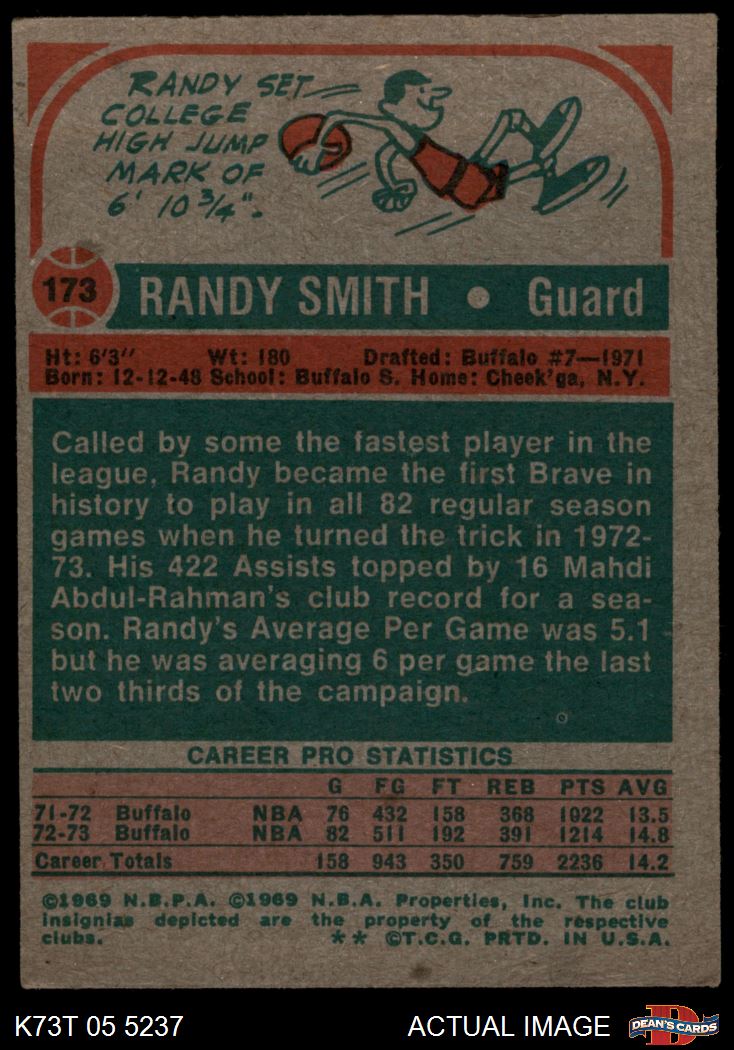 RANDY SET
COLLEGE
HIGH JUMP
MARK OF
6' 10 3/4".
173 RANDY SMITH • Guard
Ht: 6'3" Wt: 180 Drafted: Buffalo #7—1971
Born: 12-12-48 School: Buffalo S. Home: Cheek'ga, N.Y.
Called by some the fastest player in the
league, Randy became the first Brave in
history to play in all 82 regular season
games when he turned the trick in 1972-
73. His 422 Assists topped by 16 Mahdi
Abdul-Rahman's club record for a sea-
son. Randy's Average Per Game was 5.1
but he was averaging 6 per game the last
two thirds of the campaign.
CAREER PRO STATISTICS
G FG FT REB PTS AVG
71-72 Buffalo NBA 76 432 158 368 1022 13.5
72-73 Buffalo NBA 82 511 192 391 1214 14.8
Career Totals 158 943 350 759 2236 14.2
©1969 N.B.P.A. ©1969 N.B.A. Properties, Inc. The club
insignias depicted are the property of the respective
clubs. ** ©T.C.G. PRTD. IN U.S.A.
K73T 05 5237 ACTUAL IMAGE DEAN'S CARDS